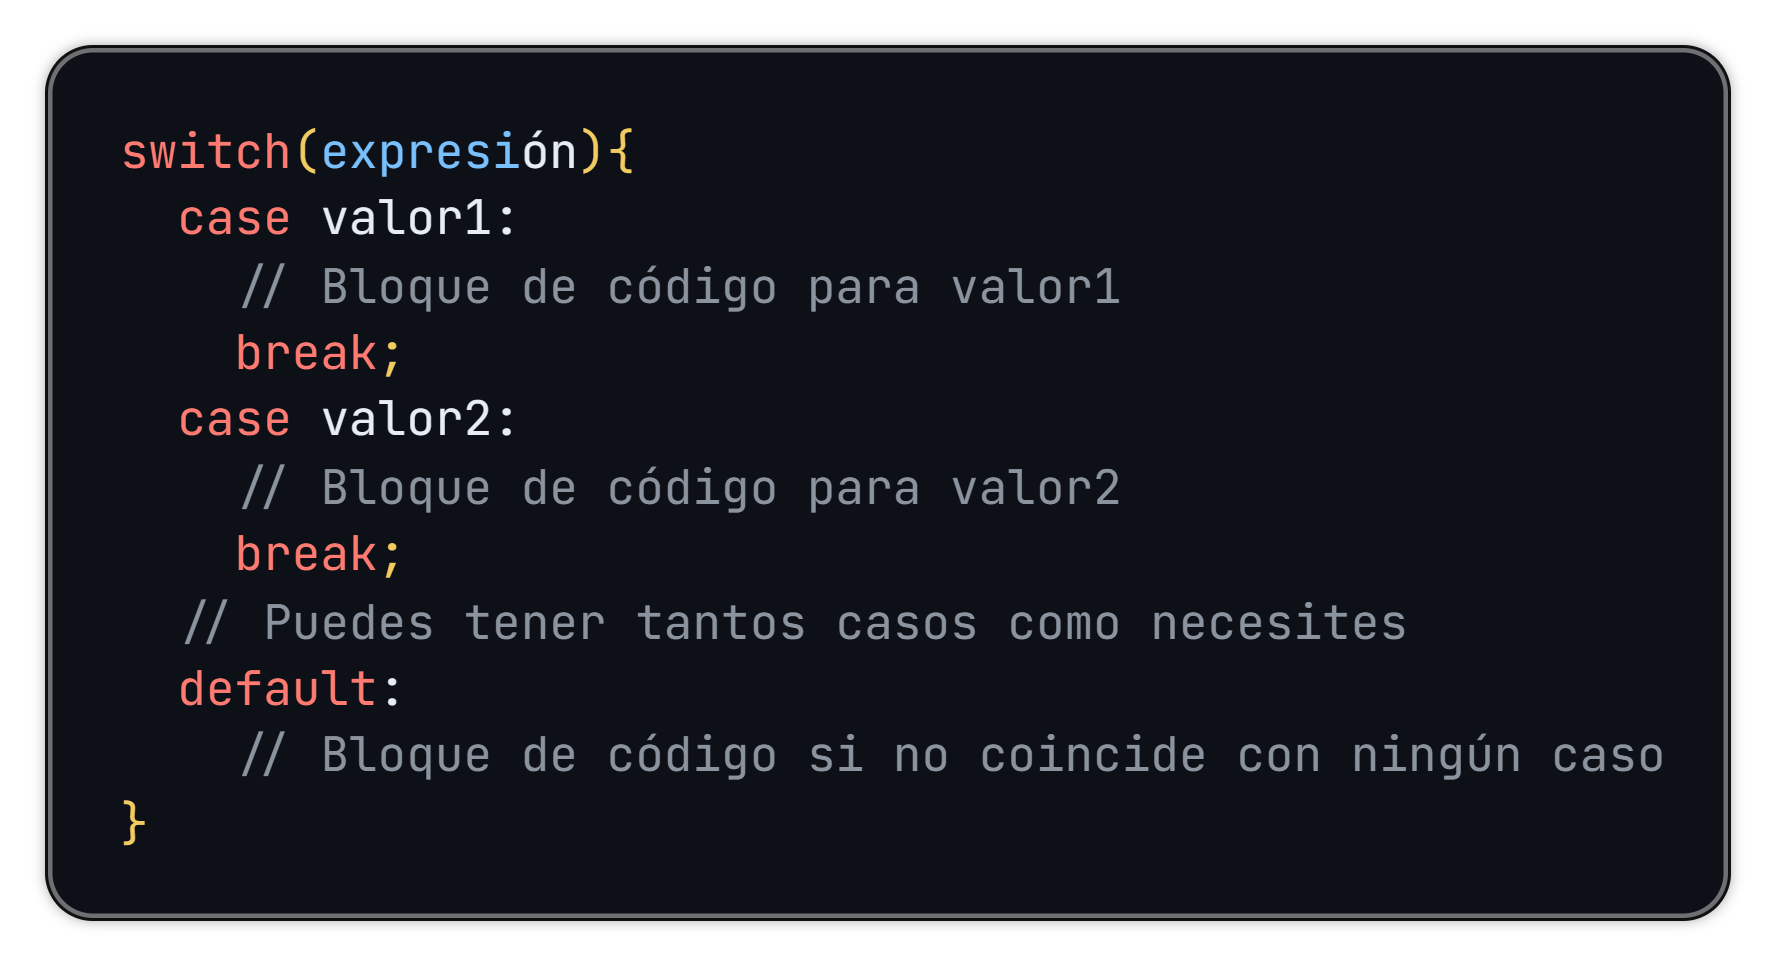 switch(expresión){
  case valor1:
    // Bloque de código para valor1
    break;
  case valor2:
    // Bloque de código para valor2
    break;
  // Puedes tener tantos casos como necesites
  default:
    // Bloque de código si no coincide con ningún caso
}